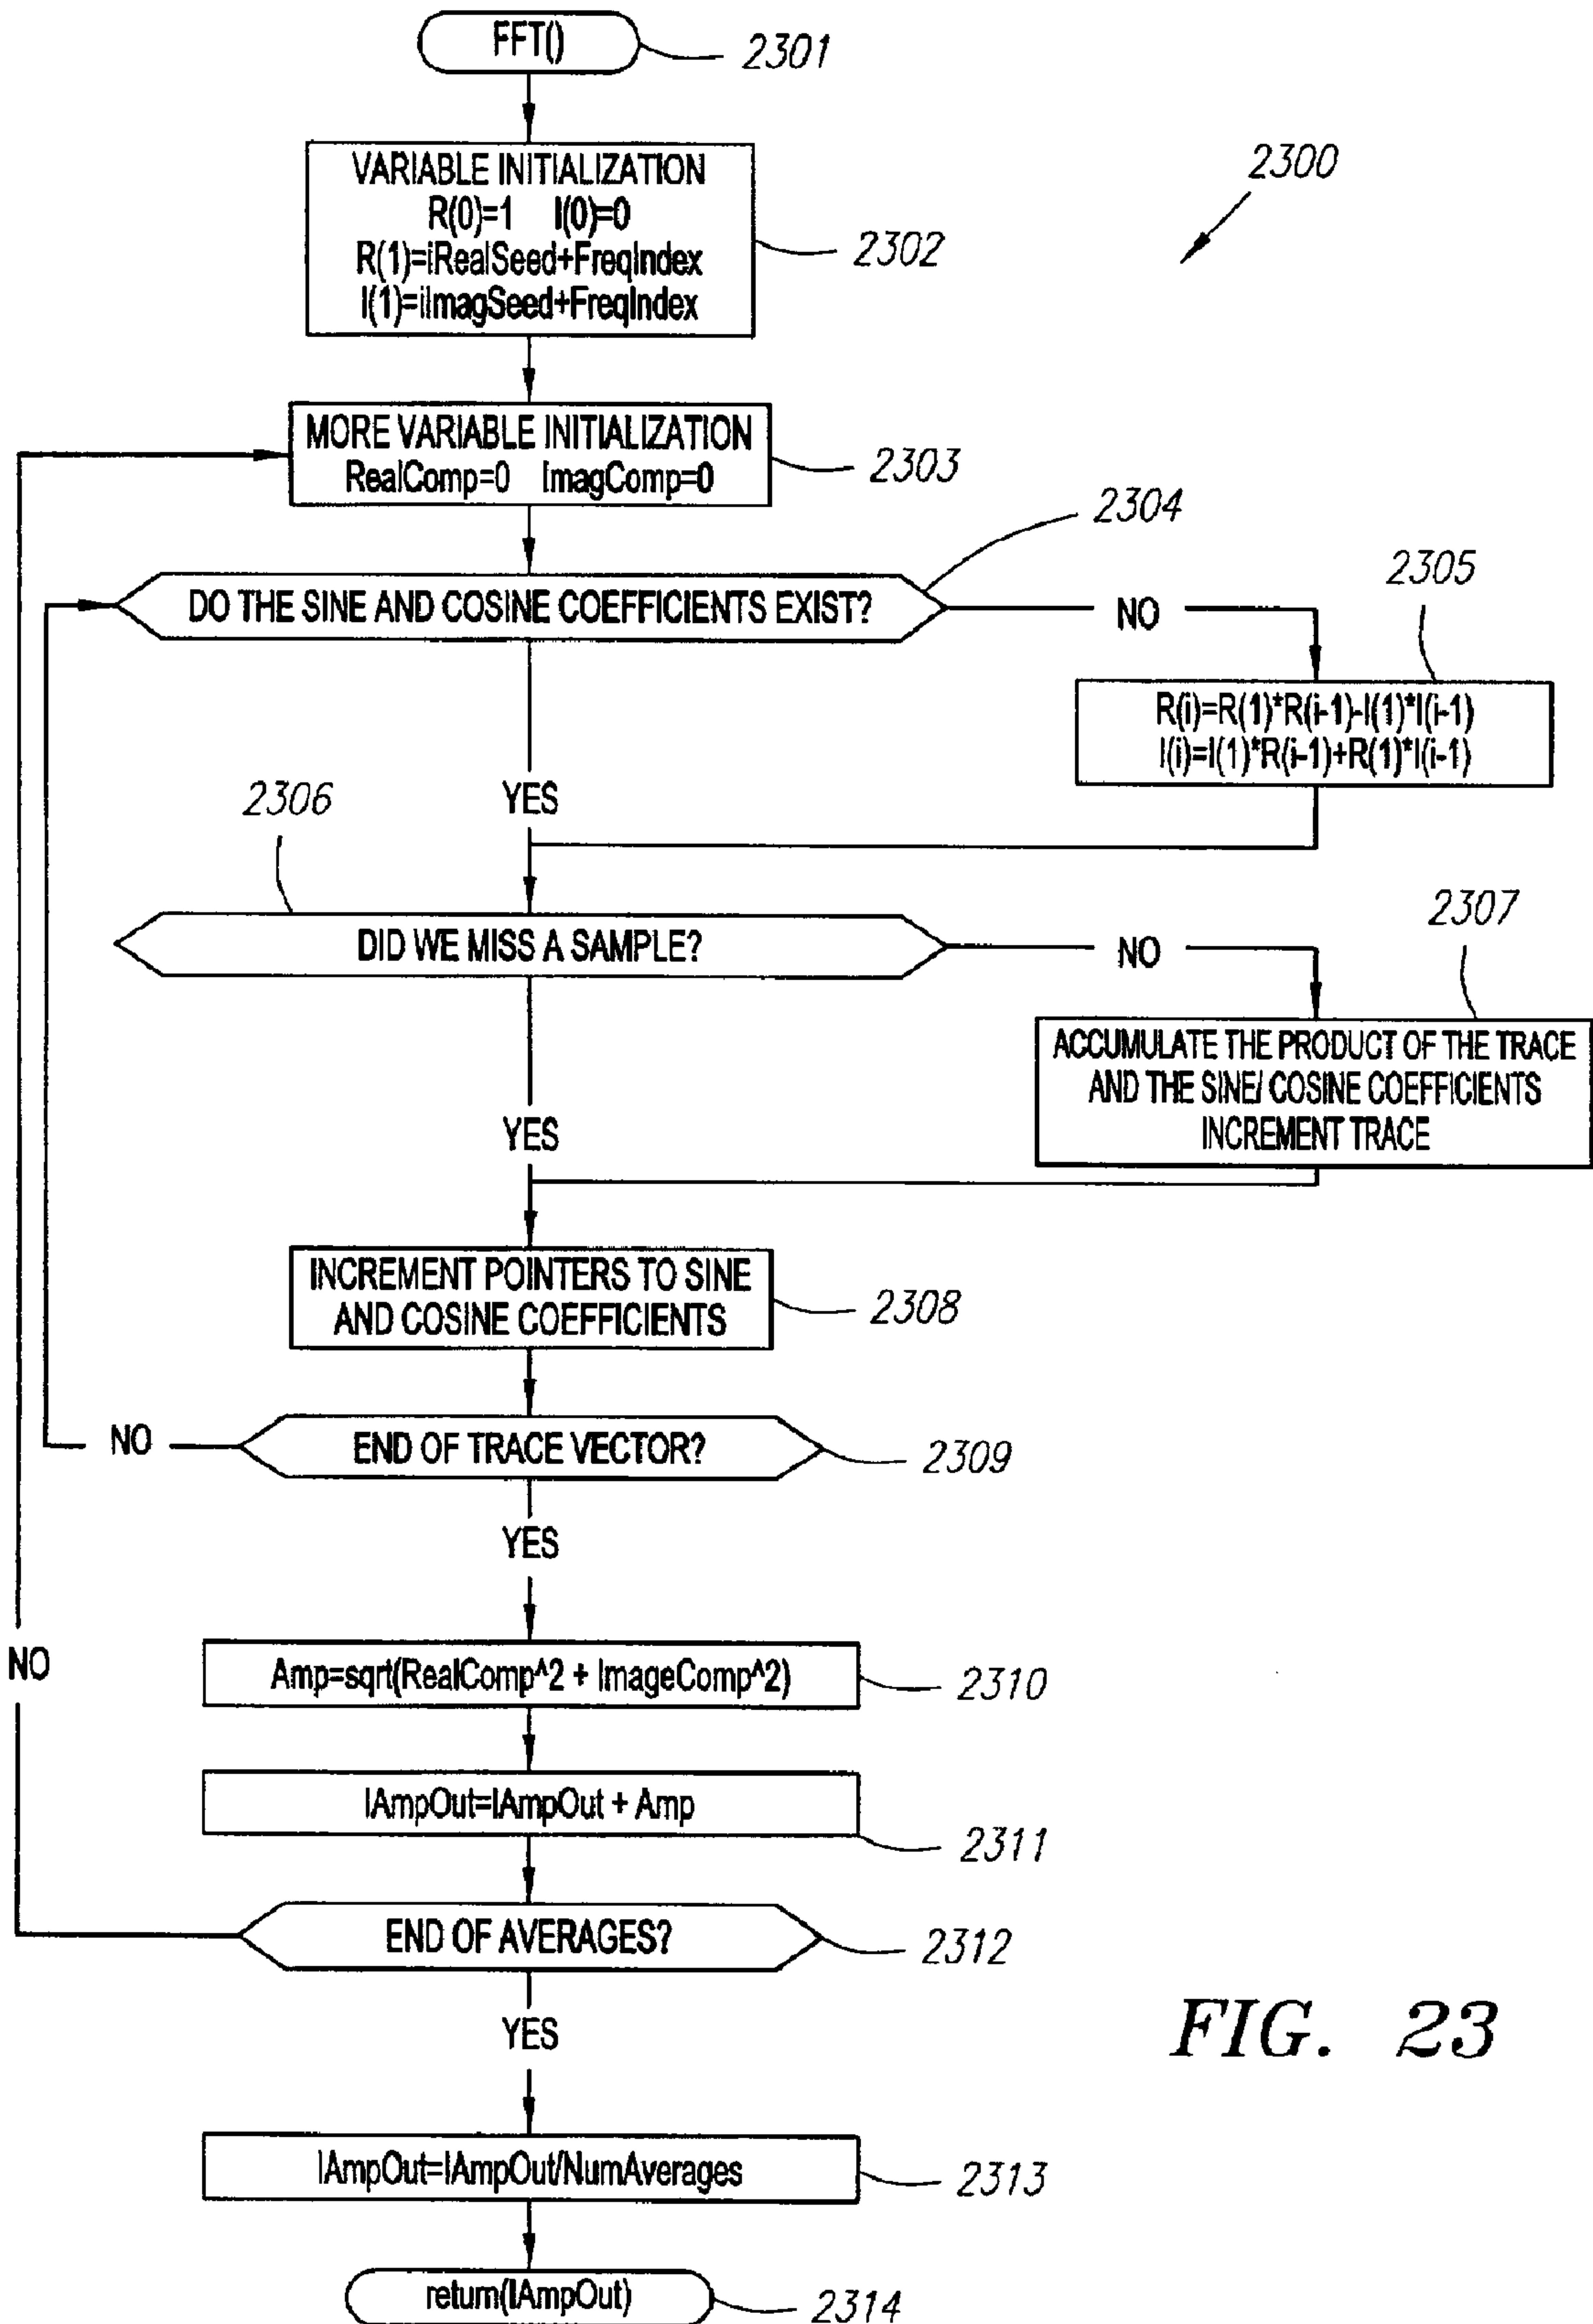 FFT()
2301
2300
VARIABLE INITIALIZATION
R(0)=1 I(0)=0
R(1)=iRealSeed+FreqIndex
I(1)=iImagSeed+FreqIndex
2302
MORE VARIABLE INITIALIZATION
RealComp=0 ImagComp=0
2303
2304
DO THE SINE AND COSINE COEFFICIENTS EXIST?
NO
2305
R(i)=R(1)*R(i-1)-I(1)*I(i-1)
I(i)=I(1)*R(i-1)+R(1)*I(i-1)
YES
2306
DID WE MISS A SAMPLE?
NO
2307
ACCUMULATE THE PRODUCT OF THE TRACE
AND THE SINE/ COSINE COEFFICIENTS
INCREMENT TRACE
YES
INCREMENT POINTERS TO SINE
AND COSINE COEFFICIENTS
2308
NO
END OF TRACE VECTOR?
2309
YES
NO
Amp=sqrt(RealComp^2 + ImageComp^2)
2310
lAmpOut=lAmpOut + Amp
2311
END OF AVERAGES?
2312
YES
FIG. 23
lAmpOut=lAmpOut/NumAverages
2313
return(lAmpOut)
2314